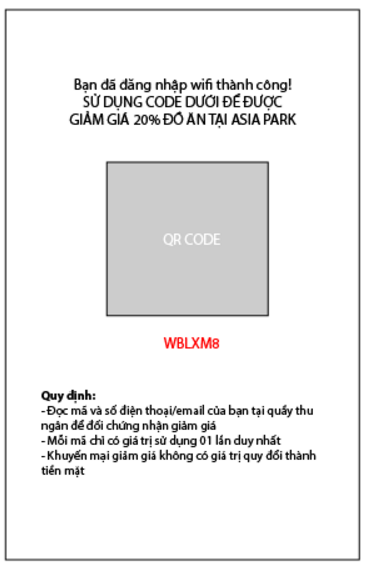 Bạn đã đăng nhập wifi thành công!
SỬ DỤNG CODE DƯỚI ĐỂ ĐƯỢC
GIẢM GIÁ 20% ĐỒ ĂN TẠI ASIA PARK
QR CODE
WBLXM8
Quy định:
- Đọc mã và số điện thoại/email của bạn tại quầy thu
ngân để đối chứng nhận giảm giá
- Mỗi mã chỉ có giá trị sử dụng 01 lần duy nhất
- Khuyến mại giảm giá không có giá trị quy đổi thành
tiền mặt